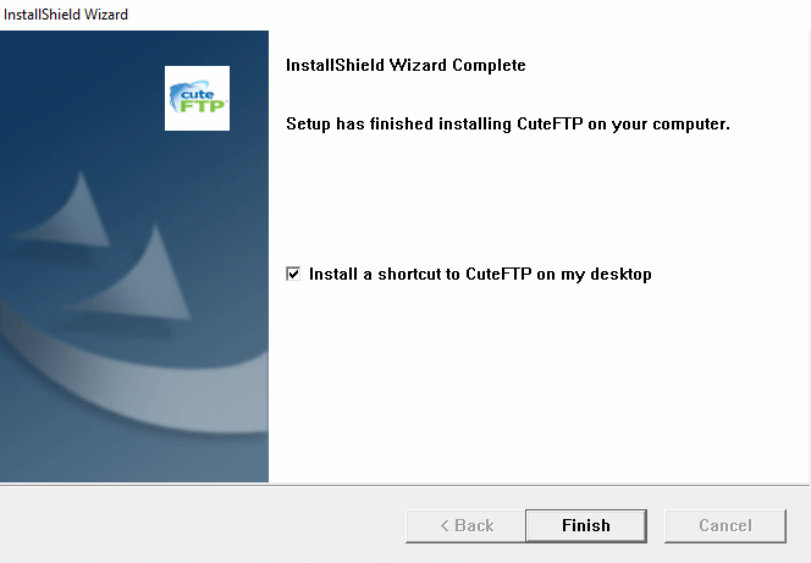 InstallShield Wizard
cute
FTP
InstallShield Wizard Complete
Setup has finished installing CuteFTP on your computer.
Install a shortcut to CuteFTP on my desktop
< Back
Finish
Cancel